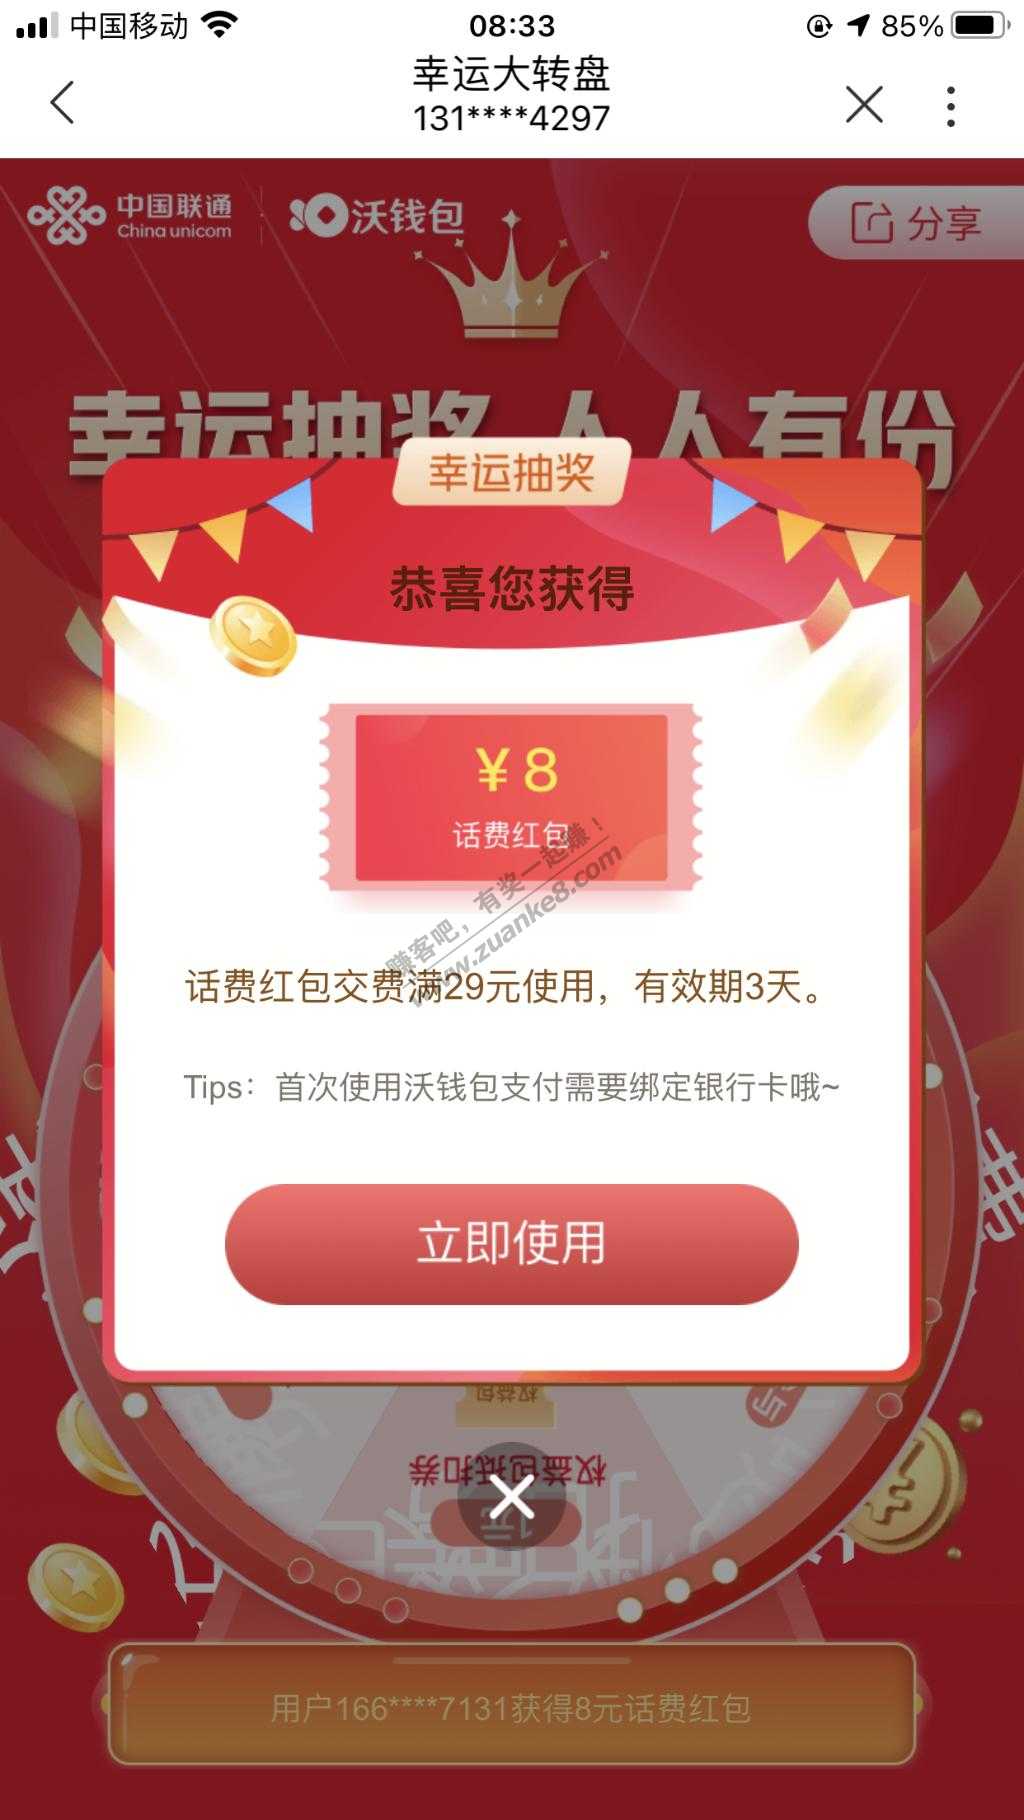 中国移动
08:33
85%
幸运大转盘
131****4297
中国联通
China unicom
沃钱包
分享
幸运抽奖 人人有份
幸运抽奖
恭喜您获得
¥8
话费红包
赚客吧，有奖一起赚！
www.zuanke8.com
话费红包交费满29元使用，有效期3天。
Tips：首次使用沃钱包支付需要绑定银行卡哦~
立即使用
权益包
权益包抵扣券
用户166****7131获得8元话费红包